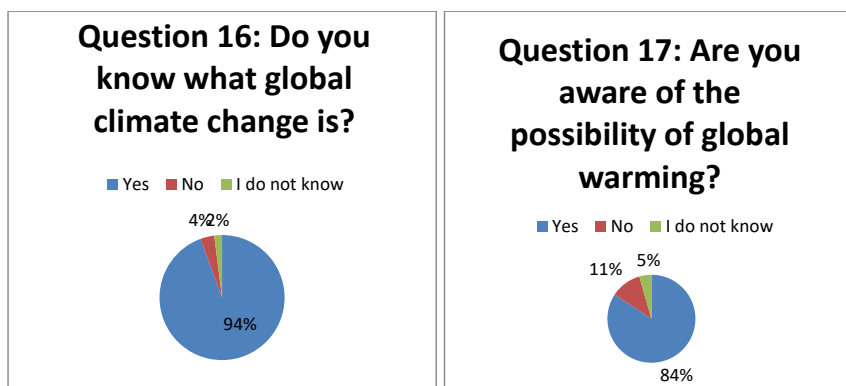 Question 16: Do you
know what global
climate change is?
Yes No I do not know
4%
2%
94%
Question 17: Are you
aware of the
possibility of global
warming?
Yes No I do not know
11%
5%
84%